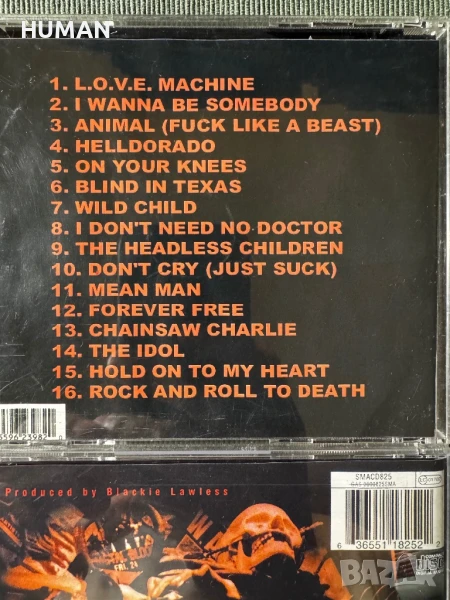 HUMAN
1. L.O.V.E. MACHINE
2. I WANNA BE SOMEBODY
3. ANIMAL (FUCK LIKE A BEAST)
4. HELLDORADO
5. ON YOUR KNEES
6. BLIND IN TEXAS
7. WILD CHILD
8. I DON'T NEED NO DOCTOR
9. THE HEADLESS CHILDREN
10. DON'T CRY (JUST SUCK)
11. MEAN MAN
12. FOREVER FREE
13. CHAINSAW CHARLIE
14. THE IDOL
15. HOLD ON TO MY HEART
16. ROCK AND ROLL TO DEATH
Produced by Blackie Lawless
SMACD825
6 36551 18252 2
BAZAR